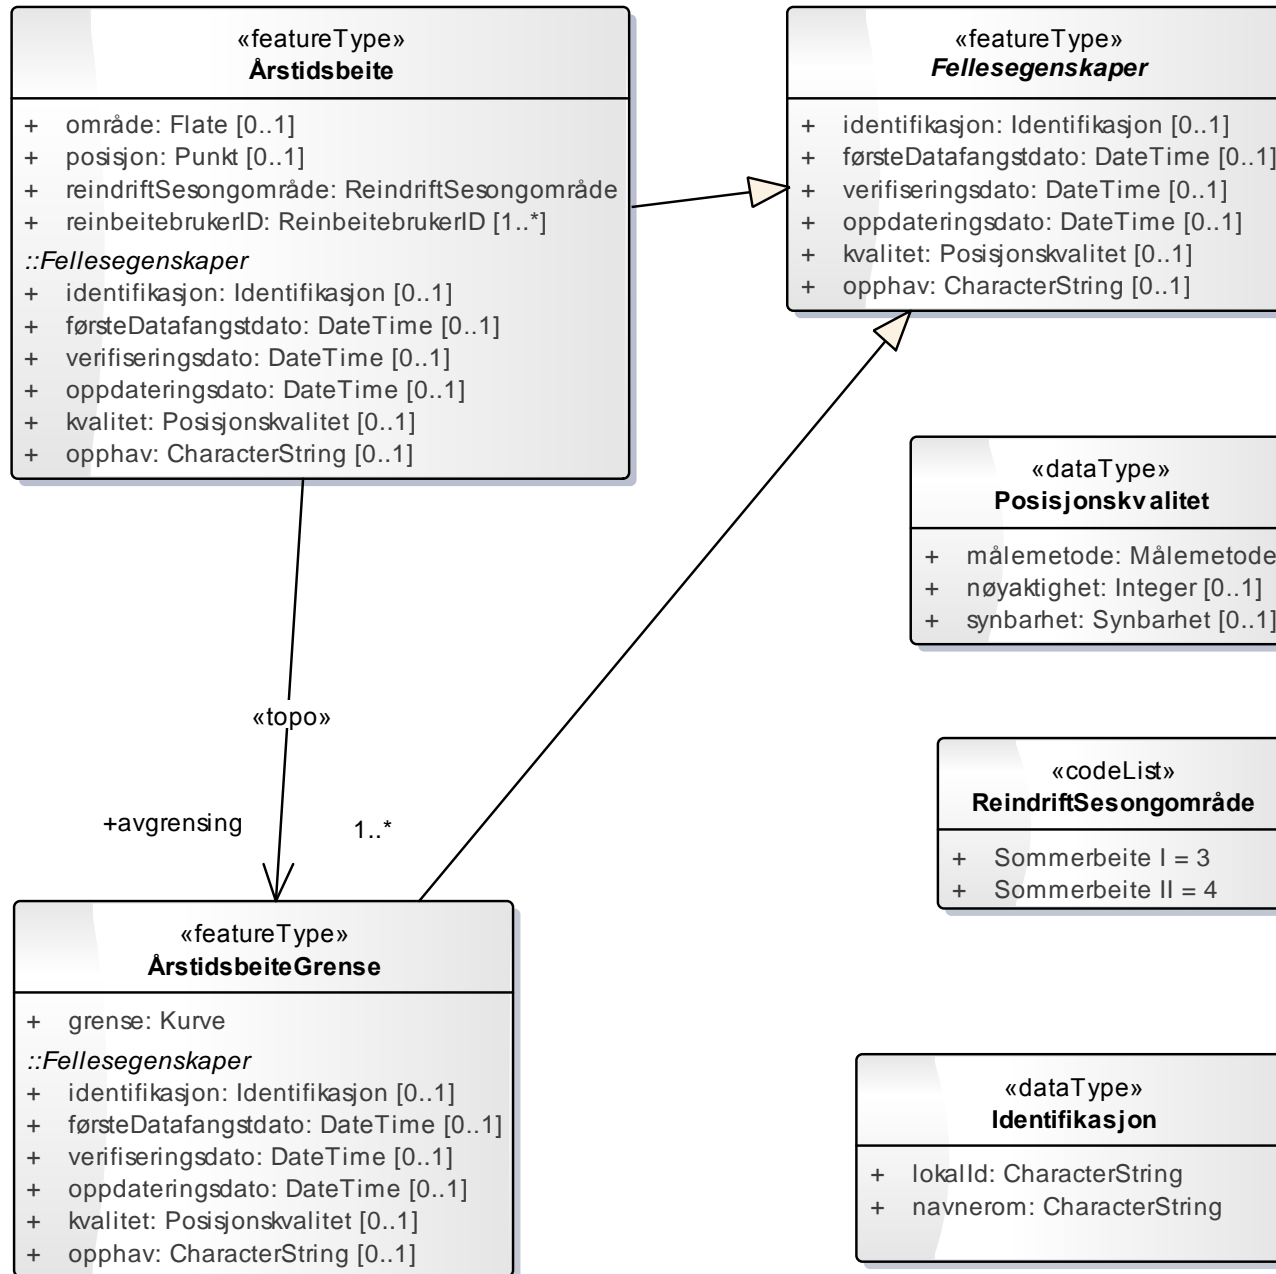 «featureType»
Årstidsbeite
+ område: Flate [0..1]
+ posisjon: Punkt [0..1]
+ reindriftSesongområde: ReindriftSesongområde
+ reinbeitebrukerID: ReinbeitebrukerID [1..*]
::Fellesegenskaper
+ identifikasjon: Identifikasjon [0..1]
+ førsteDatafangstdato: DateTime [0..1]
+ verifiseringsdato: DateTime [0..1]
+ oppdateringsdato: DateTime [0..1]
+ kvalitet: Posisjonskvalitet [0..1]
+ opphav: CharacterString [0..1]
«featureType»
Fellesegenskaper
+ identifikasjon: Identifikasjon [0..1]
+ førsteDatafangstdato: DateTime [0..1]
+ verifiseringsdato: DateTime [0..1]
+ oppdateringsdato: DateTime [0..1]
+ kvalitet: Posisjonskvalitet [0..1]
+ opphav: CharacterString [0..1]
«dataType»
Posisjonskvalitet
+ målemetode: Målemetode
+ nøyaktighet: Integer [0..1]
+ synbarhet: Synbarhet [0..1]
«topo»
+avgrensing 1..*
«codeList»
ReindriftSesongområde
+ Sommerbeite I = 3
+ Sommerbeite II = 4
«featureType»
ÅrstidsbeiteGrense
+ grense: Kurve
::Fellesegenskaper
+ identifikasjon: Identifikasjon [0..1]
+ førsteDatafangstdato: DateTime [0..1]
+ verifiseringsdato: DateTime [0..1]
+ oppdateringsdato: DateTime [0..1]
+ kvalitet: Posisjonskvalitet [0..1]
+ opphav: CharacterString [0..1]
«dataType»
Identifikasjon
+ lokalId: CharacterString
+ navnerom: CharacterString